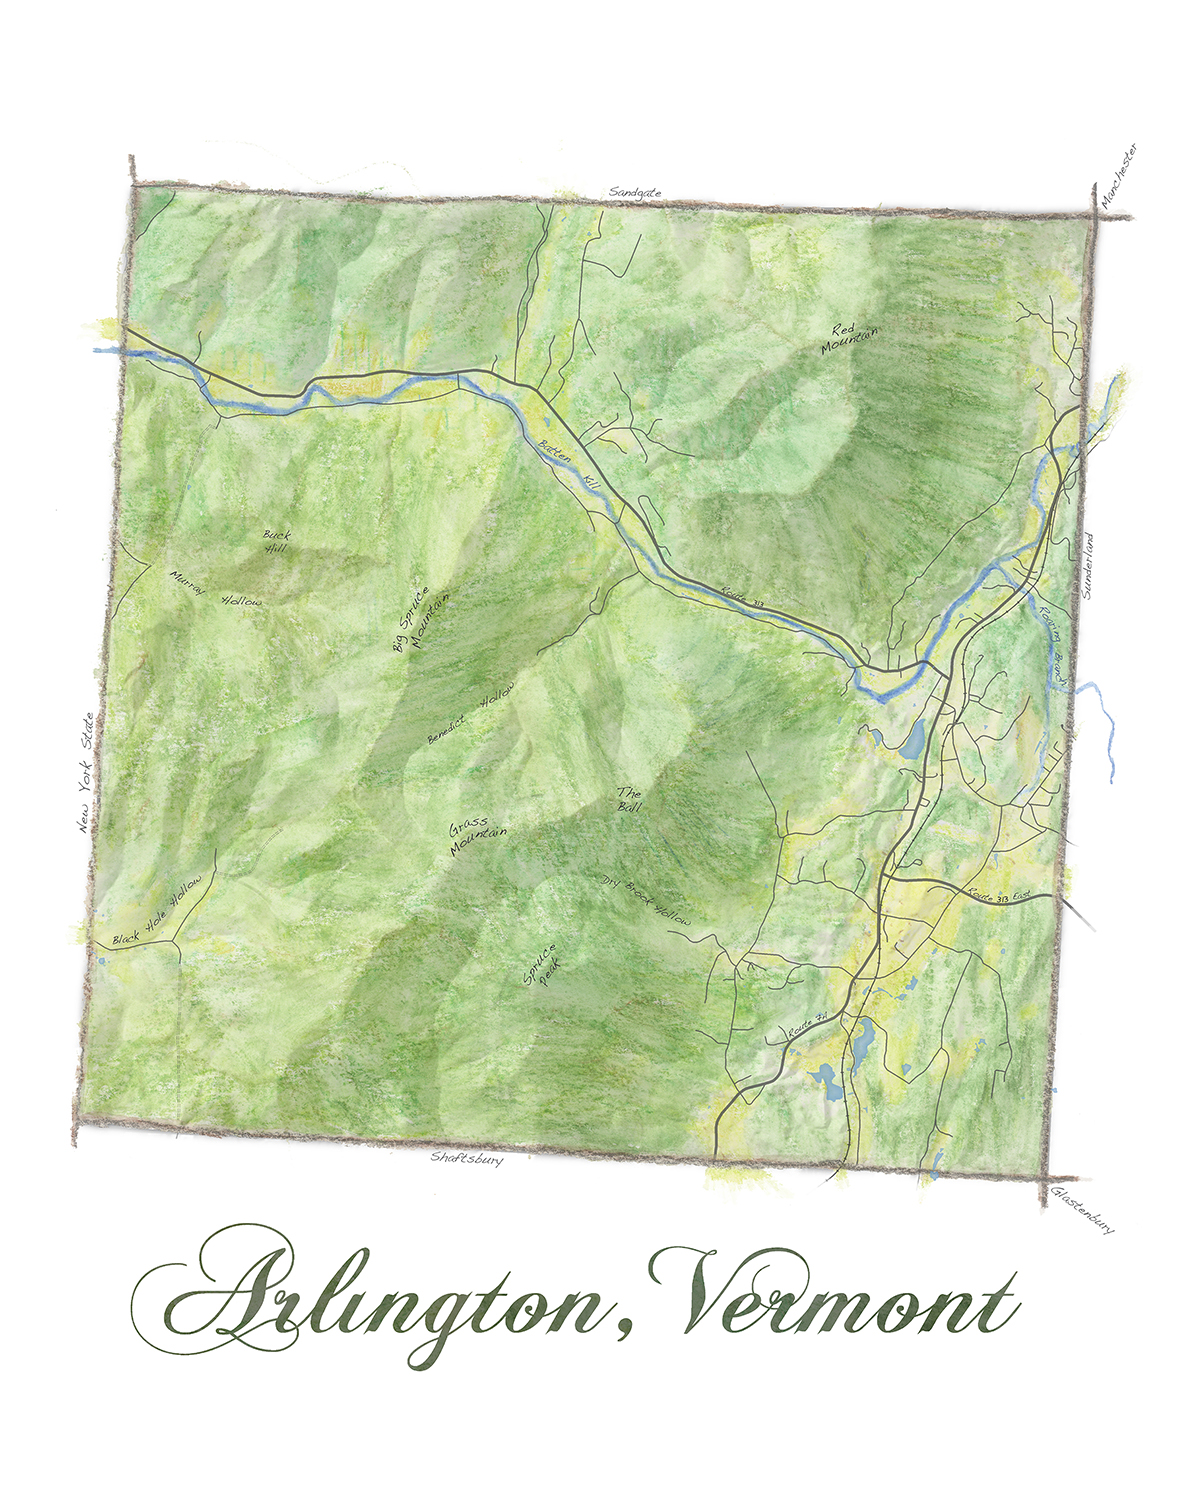 Manchester
Sandgate
Red
Mountain
Batten Kill
Buck
Hill
Sunderland
Murray Hollow
Big Spruce
Mountain
Route 313
Roaring Branch
Benedict Hollow
New York State
The
Ball
Grass
Mountain
Dry Brook Hollow
Route 313 East
Black Hole Hollow
Spruce
Peak
Route 7A
Shaftsbury
Glastenbury
Arlington, Vermont